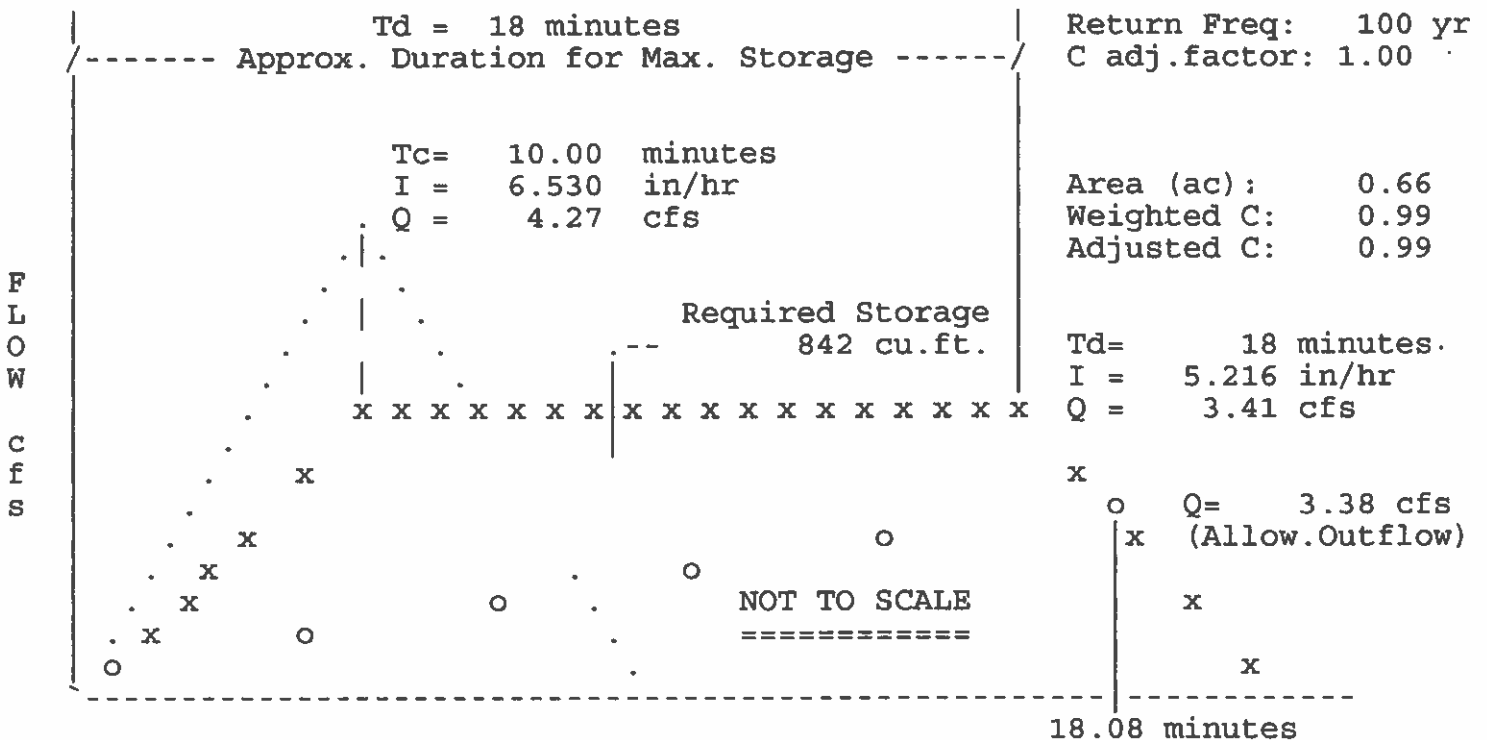 Td = 18 minutes
/------- Approx. Duration for Max. Storage ------/
Return Freq: 100 yr
C adj.factor: 1.00
Tc= 10.00 minutes
I = 6.530 in/hr
Q = 4.27 cfs
Area (ac): 0.66
Weighted C: 0.99
Adjusted C: 0.99
FLOW cfs
Required Storage
842 cu.ft.
Td= 18 minutes
I = 5.216 in/hr
Q = 3.41 cfs
x x x x x x x x x x x x x x x x x x
Q= 3.38 cfs
(Allow.Outflow)
NOT TO SCALE
============
18.08 minutes